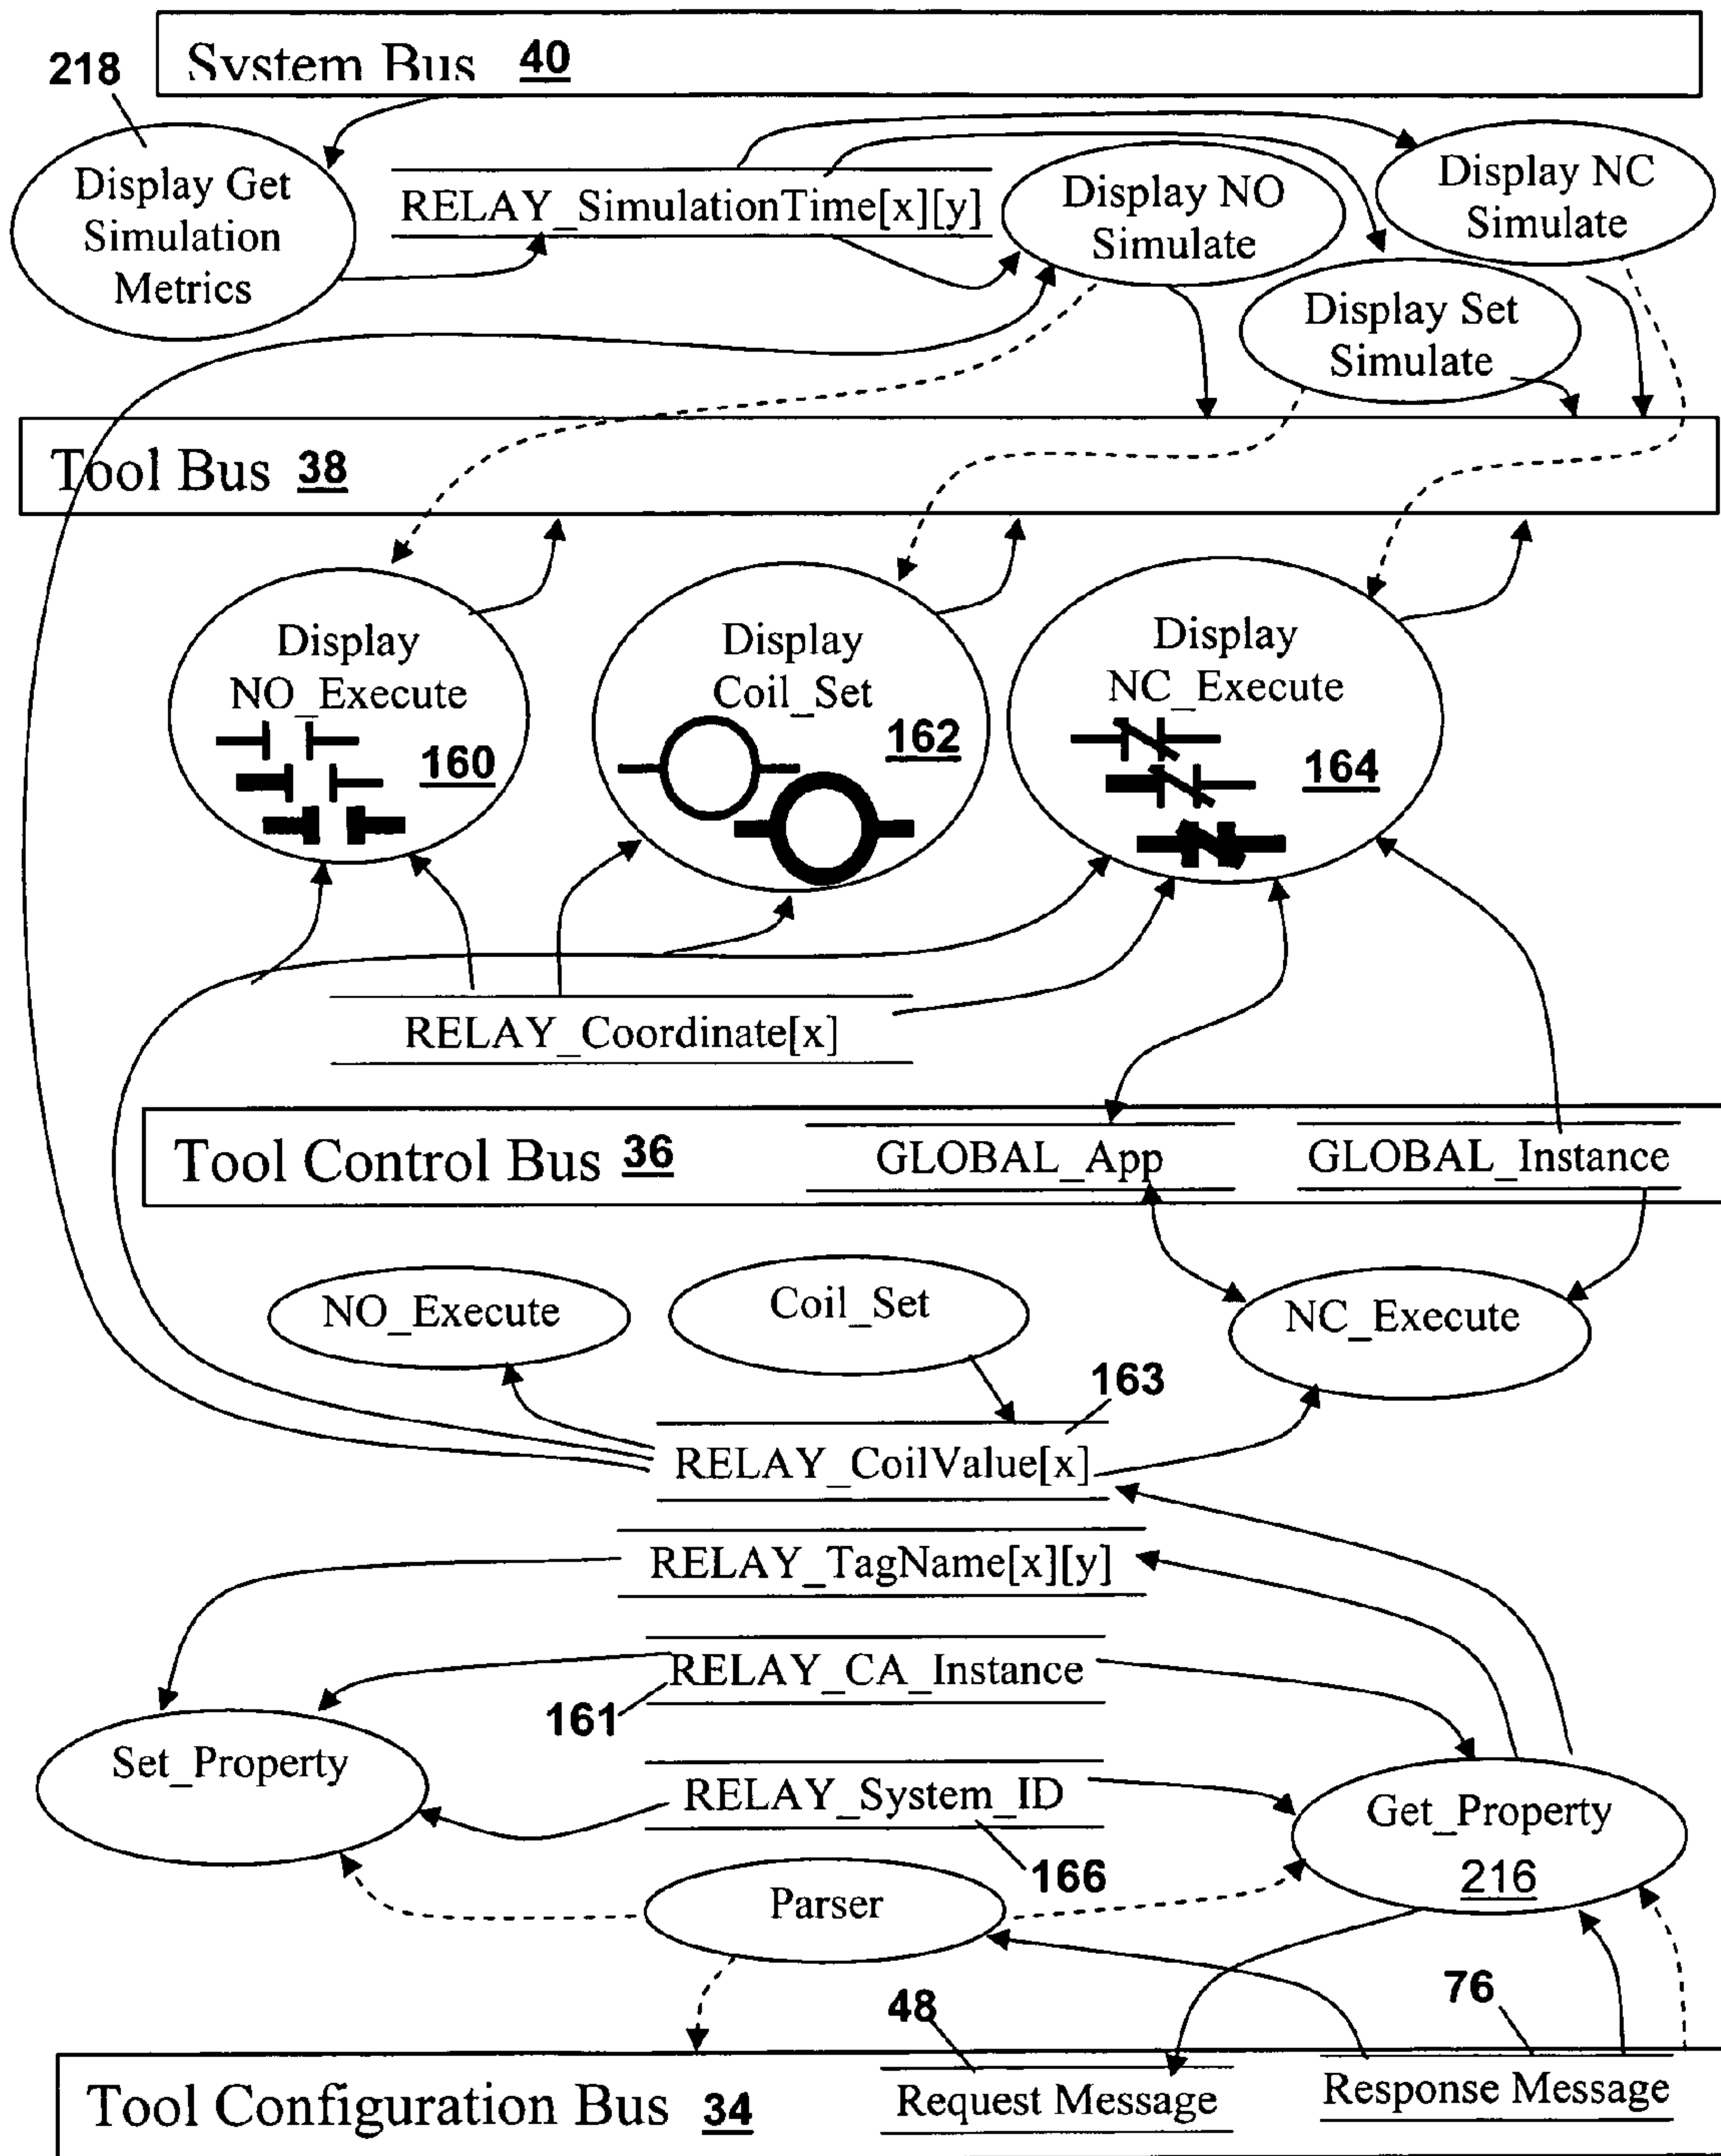 System Bus 40
218
Display Get
Simulation
Metrics
RELAY_SimulationTime[x][y]
Display NO
Simulate
Display NC
Simulate
Display Set
Simulate
Tool Bus 38
Display
NO_Execute
160
Display
Coil_Set
162
Display
NC_Execute
164
RELAY_Coordinate[x]
Tool Control Bus 36
GLOBAL_App
GLOBAL_Instance
NO_Execute
Coil_Set
NC_Execute
163
RELAY_CoilValue[x]
RELAY_TagName[x][y]
RELAY_CA_Instance
161
Set_Property
RELAY_System_ID
166
Get_Property
216
Parser
48
76
Tool Configuration Bus 34
Request Message
Response Message